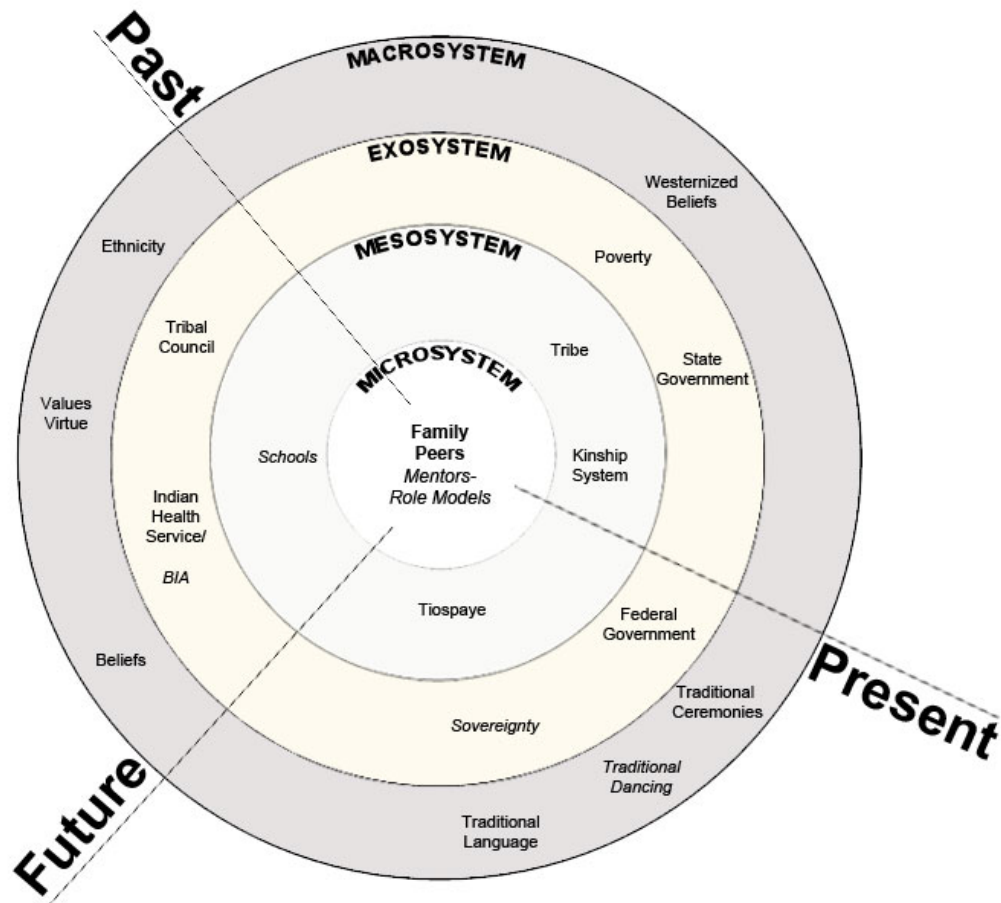 Past
MACROSYSTEM
EXOSYSTEM
Westernized
Beliefs
Ethnicity
MESOSYSTEM
Poverty
Tribal
Council
MICROSYSTEM
Tribe
State
Government
Values
Virtue
Family
Peers
Mentors-
Role Models
Schools
Kinship
System
Indian
Health
Service/
BIA
Tiospaye
Federal
Government
Beliefs
Present
Traditional
Ceremonies
Sovereignty
Traditional
Dancing
Future
Traditional
Language